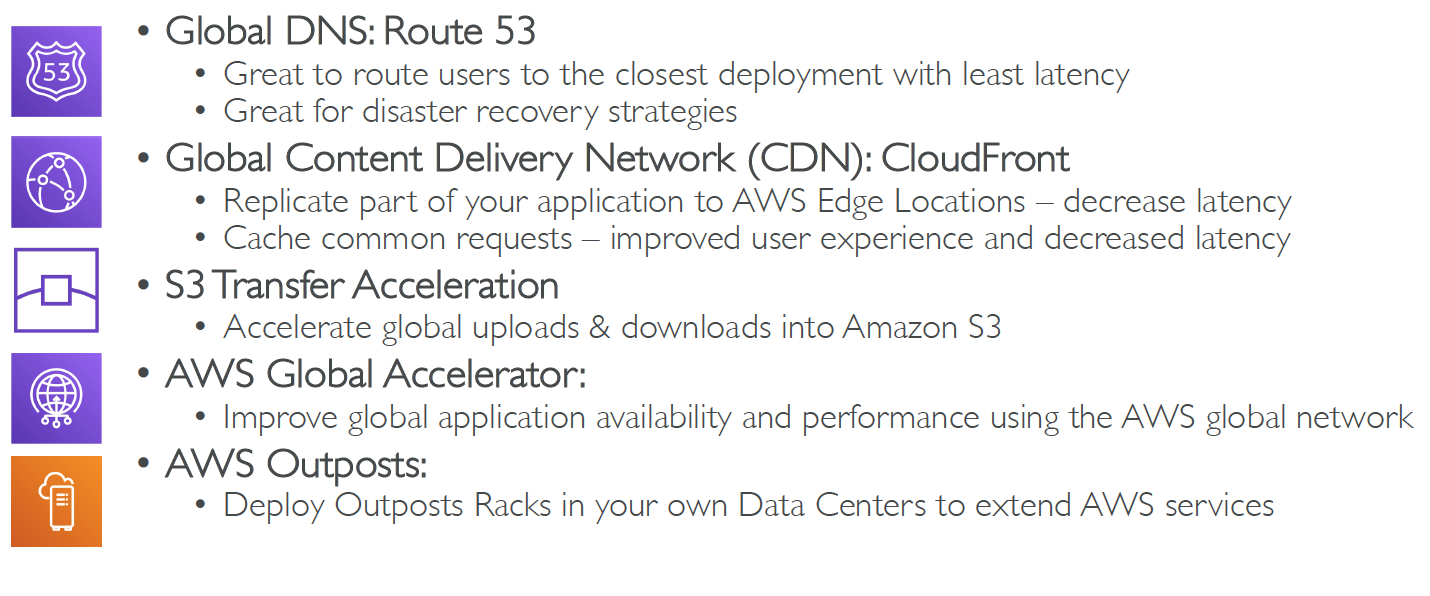 53
• Global DNS: Route 53
• Great to route users to the closest deployment with least latency
• Great for disaster recovery strategies
• Global Content Delivery Network (CDN): CloudFront
• Replicate part of your application to AWS Edge Locations – decrease latency
• Cache common requests – improved user experience and decreased latency
• S3 Transfer Acceleration
• Accelerate global uploads & downloads into Amazon S3
• AWS Global Accelerator:
• Improve global application availability and performance using the AWS global network
• AWS Outposts:
• Deploy Outposts Racks in your own Data Centers to extend AWS services